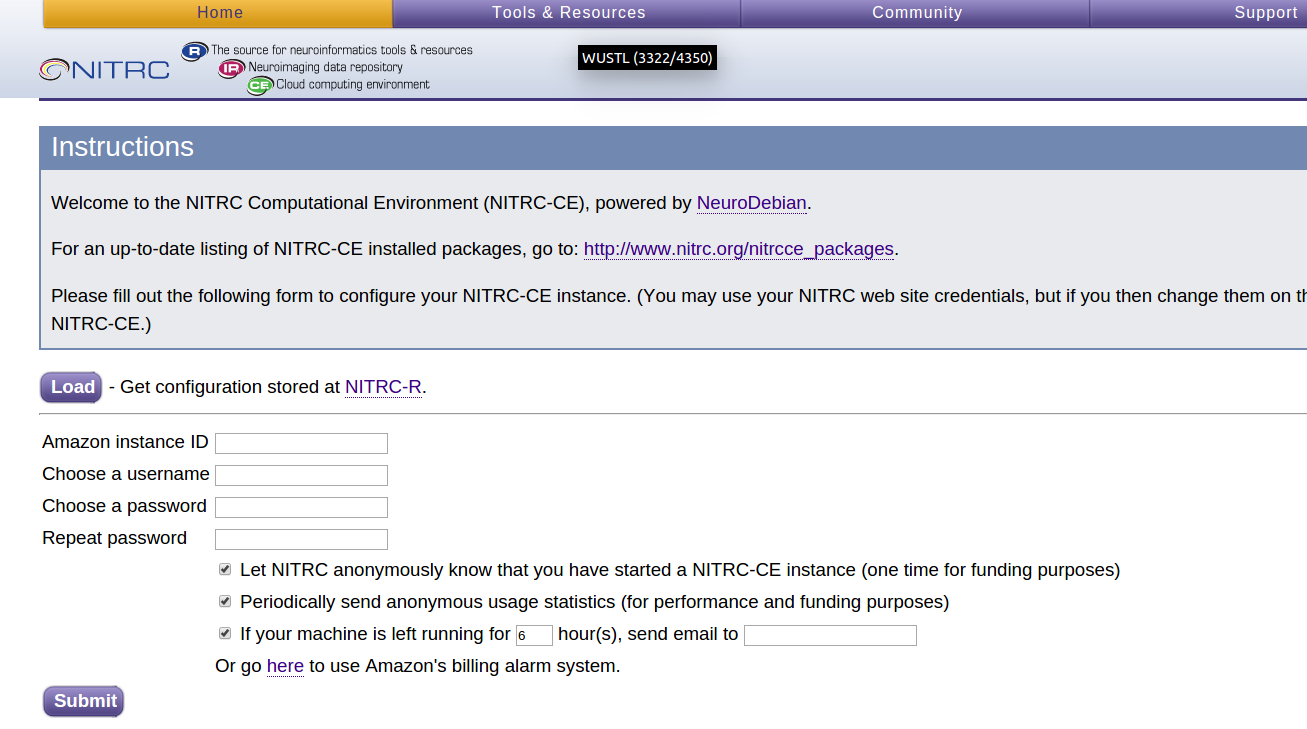 Home Tools & Resources Community Support
NITRC
R The source for neuroinformatics tools & resources
IR Neuroimaging data repository
CE Cloud computing environment
WUSTL (3322/4350)
Instructions
Welcome to the NITRC Computational Environment (NITRC-CE), powered by NeuroDebian.
For an up-to-date listing of NITRC-CE installed packages, go to: http://www.nitrc.org/nitrcce_packages.
Please fill out the following form to configure your NITRC-CE instance. (You may use your NITRC web site credentials, but if you then change them on th
NITRC-CE.)
Load - Get configuration stored at NITRC-R.
Amazon instance ID
Choose a username
Choose a password
Repeat password
Let NITRC anonymously know that you have started a NITRC-CE instance (one time for funding purposes)
Periodically send anonymous usage statistics (for performance and funding purposes)
If your machine is left running for 6 hour(s), send email to
Or go here to use Amazon's billing alarm system.
Submit